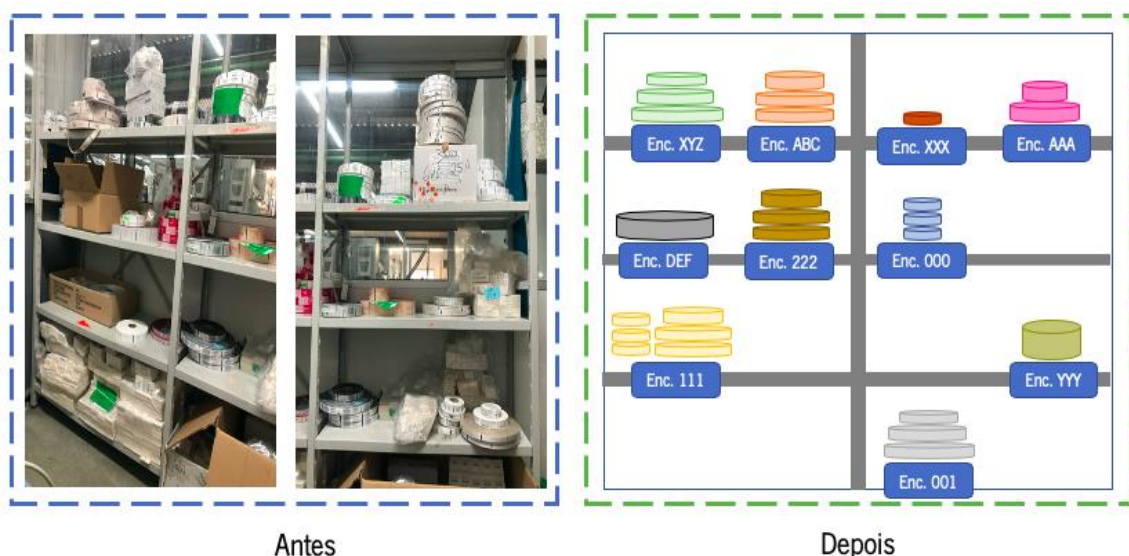 Enc. XYZ
Enc. ABC
Enc. XXX
Enc. AAA
Enc. DEF
Enc. 222
Enc. 000
Enc. 111
Enc. YYY
Enc. 001
Antes
Depois